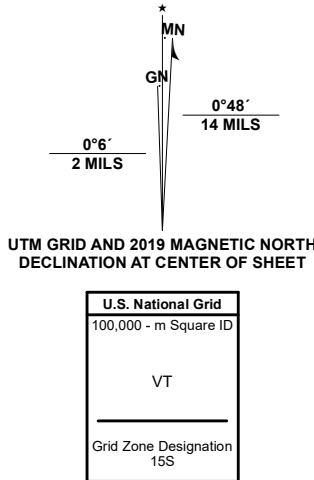 ★
MN
GN
0°48´
14 MILS
0°6´
2 MILS
UTM GRID AND 2019 MAGNETIC NORTH
DECLINATION AT CENTER OF SHEET
U.S. National Grid
100,000 - m Square ID
VT
Grid Zone Designation
15S